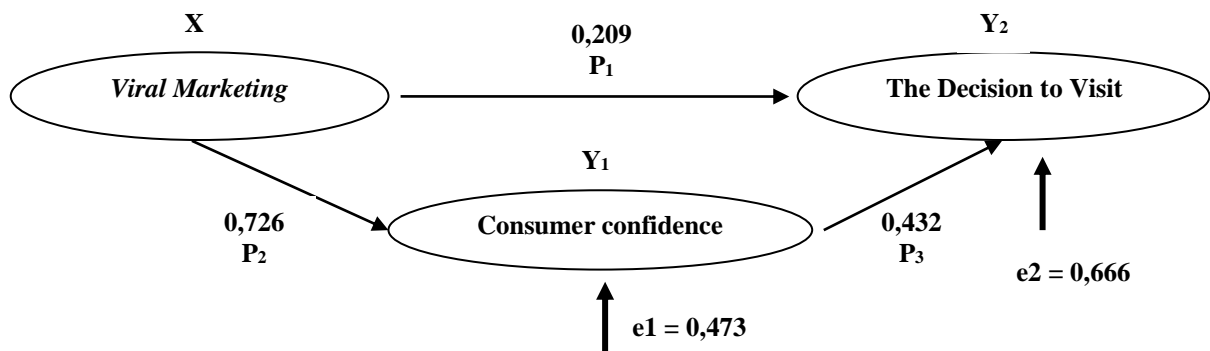 X
0,209
P₁
Y₂
Viral Marketing
The Decision to Visit
Y₁
0,726
P₂
Consumer confidence
0,432
P₃
e2 = 0,666
e1 = 0,473